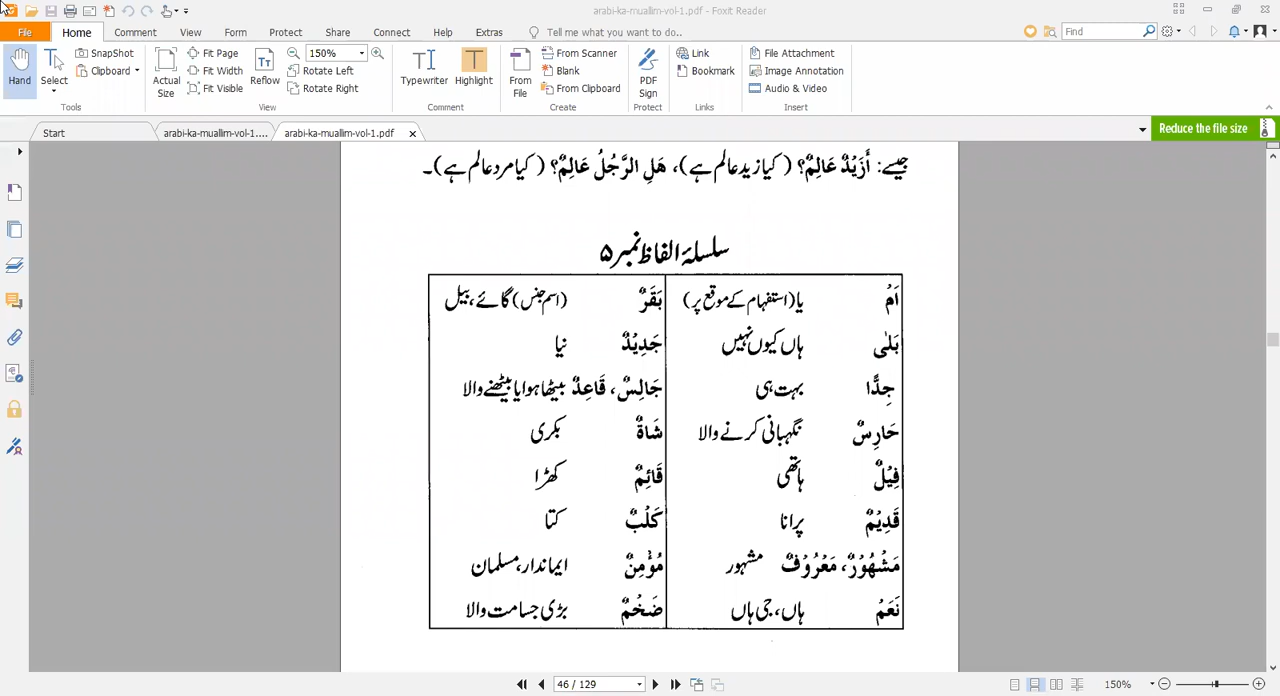 arabi-ka-muallim-vol-1.pdf - Foxit Reader
File Home Comment View Form Protect Share Connect Help Extras Tell me what you want to do.. Find
Hand Select SnapShot Clipboard Actual Size Fit Page Fit Width Fit Visible Reflow 150% Rotate Left Rotate Right Typewriter Highlight From File From Scanner Blank From Clipboard PDF Sign Link Bookmark File Attachment Image Annotation Audio & Video
Tools View Comment Create Protect Links Insert
Start arabi-ka-muallim-vol-1.... arabi-ka-muallim-vol-1.pdf Reduce the file size
جیسے: أَزَیْدٌ عَالِمٌ؟ (کیا زید عالم ہے)، هَلِ الرَّجُلُ عَالِمٌ؟ (کیا مرد عالم ہے)۔
سلسلۂ الفاظ نمبر ۵
اَمْ یا (استفہام کے موقع پر) بَقَرٌ (اسم جنس) گائے، بیل
بَلٰی ہاں کیوں نہیں جَدِیْدٌ نیا
جِدًّا بہت ہی جَالِسٌ، قَاعِدٌ بیٹھا ہوا یا بیٹھنے والا
حَارِسٌ نگہبانی کرنے والا شَاةٌ بکری
فِیْلٌ ہاتھی قَائِمٌ کھڑا
قَدِیْمٌ پرانا کَلْبٌ کتا
مَشْهُوْرٌ، مَعْرُوْفٌ مشہور مُؤْمِنٌ ایماندار، مسلمان
نَعَمْ ہاں، جی ہاں ضَخْمٌ بڑی جسامت والا
46 / 129 150%